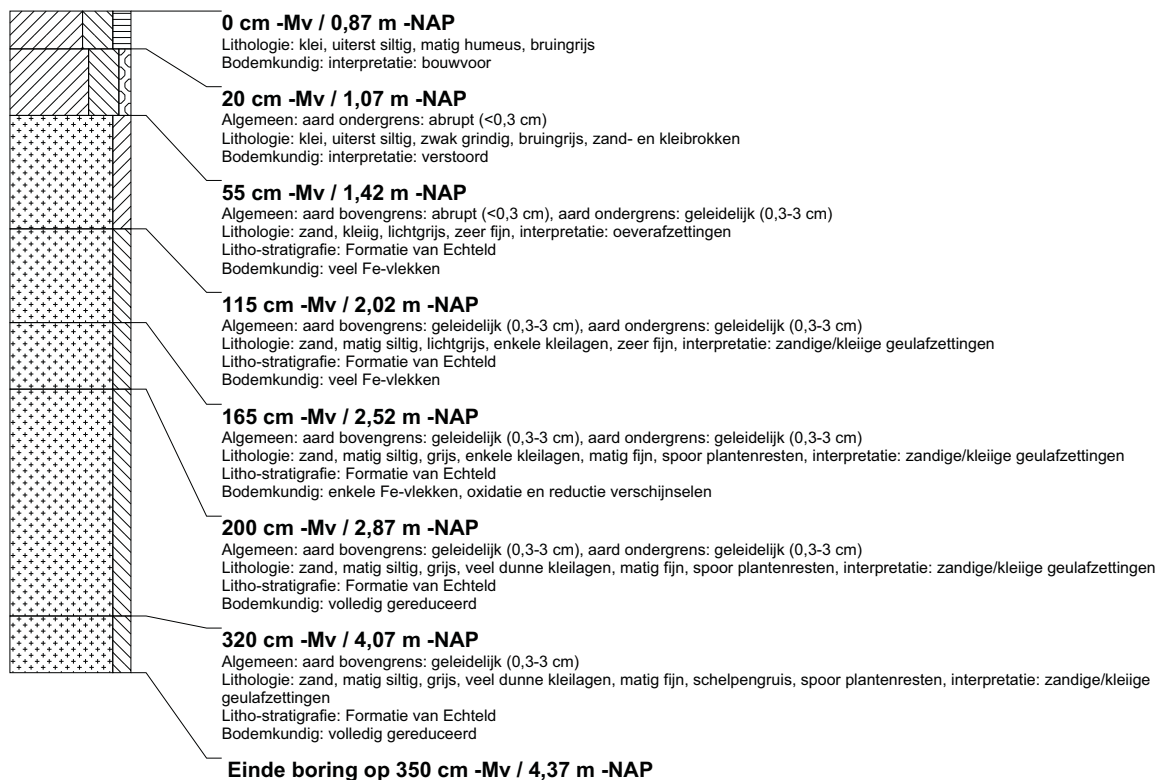 0 cm -Mv / 0,87 m -NAP
Lithologie: klei, uiterst siltig, matig humeus, bruingrijs
Bodemkundig: interpretatie: bouwvoor
20 cm -Mv / 1,07 m -NAP
Algemeen: aard ondergrens: abrupt (<0,3 cm)
Lithologie: klei, uiterst siltig, zwak grindig, bruingrijs, zand- en kleibrokken
Bodemkundig: interpretatie: verstoord
55 cm -Mv / 1,42 m -NAP
Algemeen: aard bovengrens: abrupt (<0,3 cm), aard ondergrens: geleidelijk (0,3-3 cm)
Lithologie: zand, kleiig, lichtgrijs, zeer fijn, interpretatie: oeverafzettingen
Litho-stratigrafie: Formatie van Echteld
Bodemkundig: veel Fe-vlekken
115 cm -Mv / 2,02 m -NAP
Algemeen: aard bovengrens: geleidelijk (0,3-3 cm), aard ondergrens: geleidelijk (0,3-3 cm)
Lithologie: zand, matig siltig, lichtgrijs, enkele kleilagen, zeer fijn, interpretatie: zandige/kleiige geulafzettingen
Litho-stratigrafie: Formatie van Echteld
Bodemkundig: veel Fe-vlekken
165 cm -Mv / 2,52 m -NAP
Algemeen: aard bovengrens: geleidelijk (0,3-3 cm), aard ondergrens: geleidelijk (0,3-3 cm)
Lithologie: zand, matig siltig, grijs, enkele kleilagen, matig fijn, spoor plantenresten, interpretatie: zandige/kleiige geulafzettingen
Litho-stratigrafie: Formatie van Echteld
Bodemkundig: enkele Fe-vlekken, oxidatie en reductie verschijnselen
200 cm -Mv / 2,87 m -NAP
Algemeen: aard bovengrens: geleidelijk (0,3-3 cm), aard ondergrens: geleidelijk (0,3-3 cm)
Lithologie: zand, matig siltig, grijs, veel dunne kleilagen, matig fijn, spoor plantenresten, interpretatie: zandige/kleiige geulafzettingen
Litho-stratigrafie: Formatie van Echteld
Bodemkundig: volledig gereduceerd
320 cm -Mv / 4,07 m -NAP
Algemeen: aard bovengrens: geleidelijk (0,3-3 cm)
Lithologie: zand, matig siltig, grijs, veel dunne kleilagen, matig fijn, schelpengruis, spoor plantenresten, interpretatie: zandige/kleiige
geulafzettingen
Litho-stratigrafie: Formatie van Echteld
Bodemkundig: volledig gereduceerd
Einde boring op 350 cm -Mv / 4,37 m -NAP